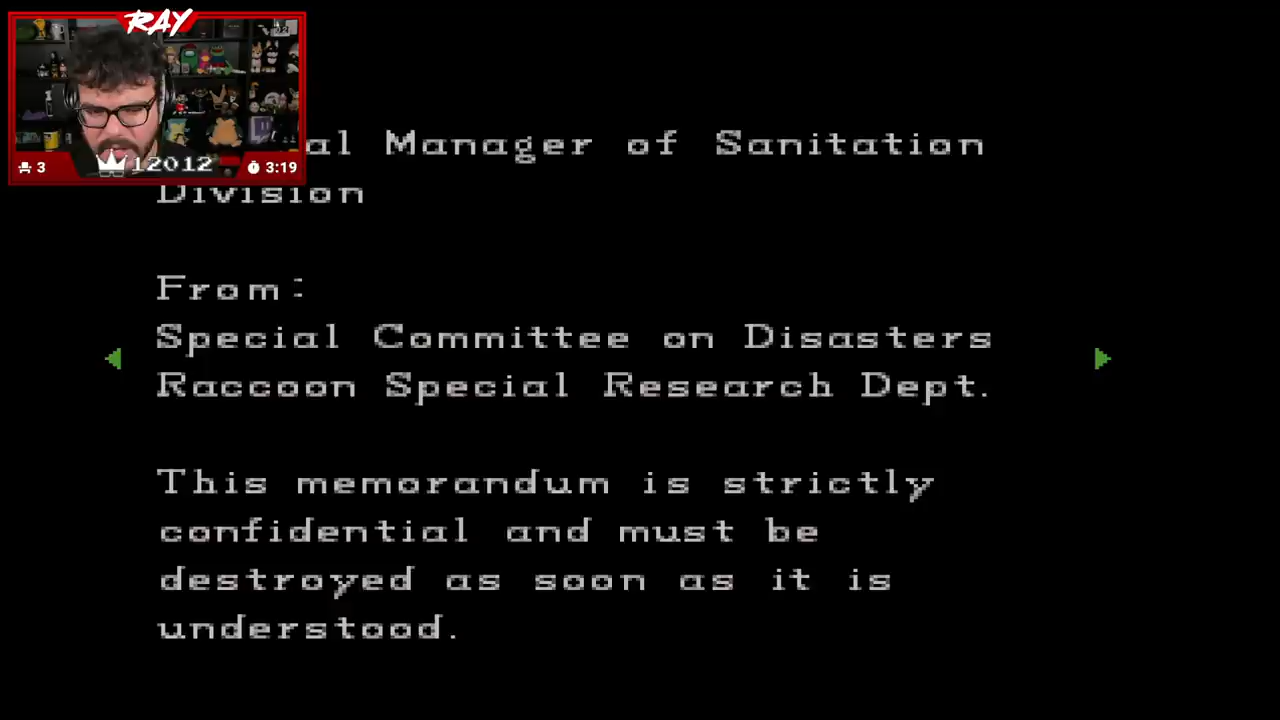 RAY
3
12012
3:19
al Manager of Sanitation
Division
From:
Special Committee on Disasters
Raccoon Special Research Dept.
This memorandum is strictly
confidential and must be
destroyed as soon as it is
understood.